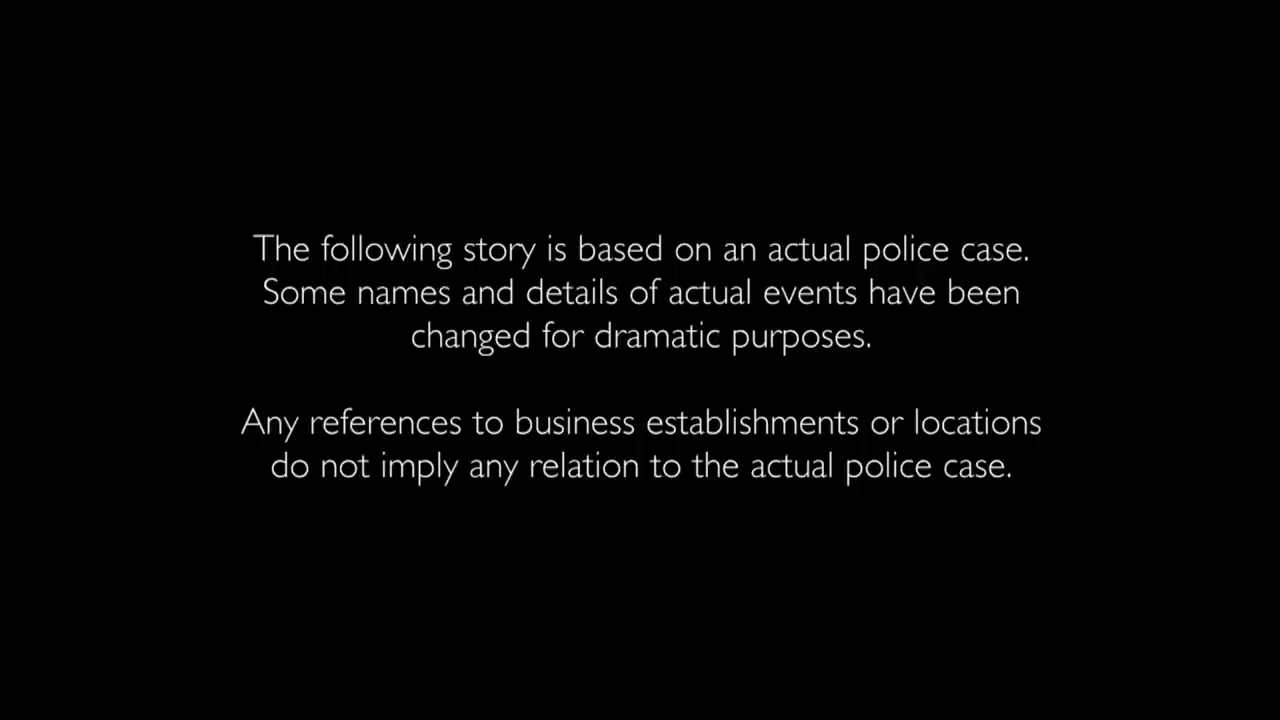 The following story is based on an actual police case.
Some names and details of actual events have been
changed for dramatic purposes.
Any references to business establishments or locations
do not imply any relation to the actual police case.